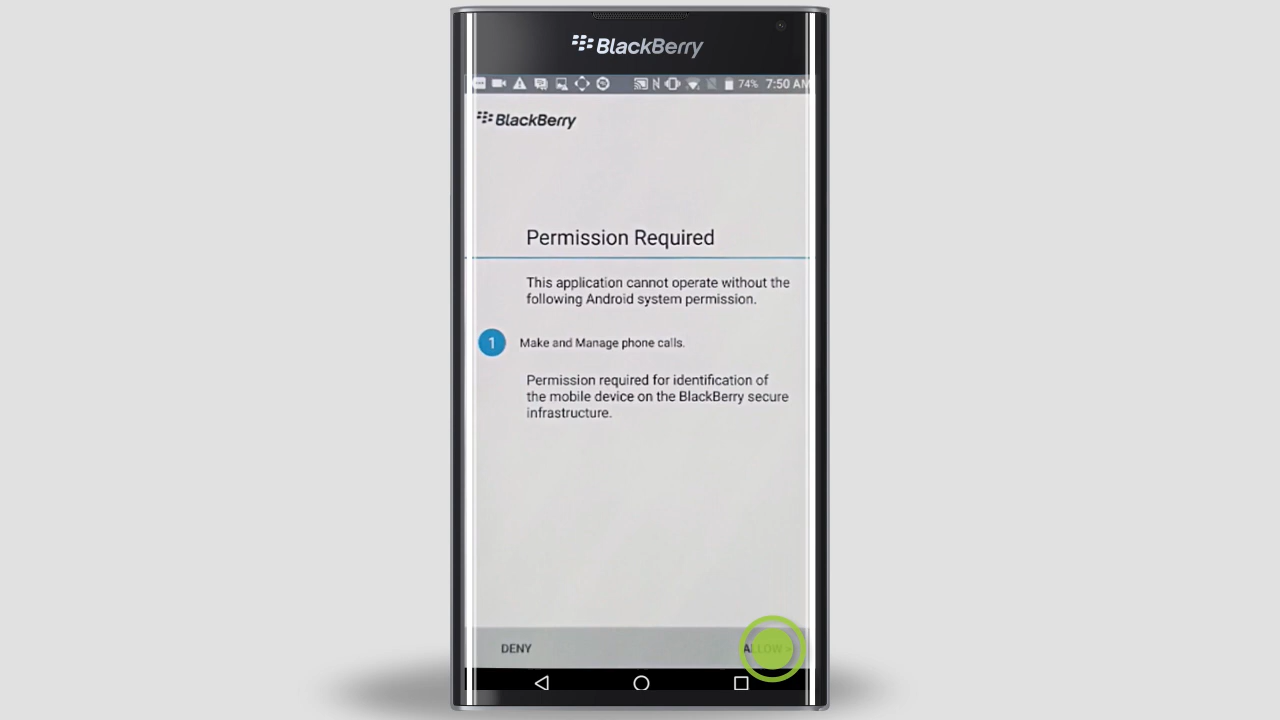 BlackBerry
74% 7:50 AM
BlackBerry
Permission Required
This application cannot operate without the
following Android system permission.
1 Make and Manage phone calls.
Permission required for identification of
the mobile device on the BlackBerry secure
infrastructure.
DENY
ALLOW >